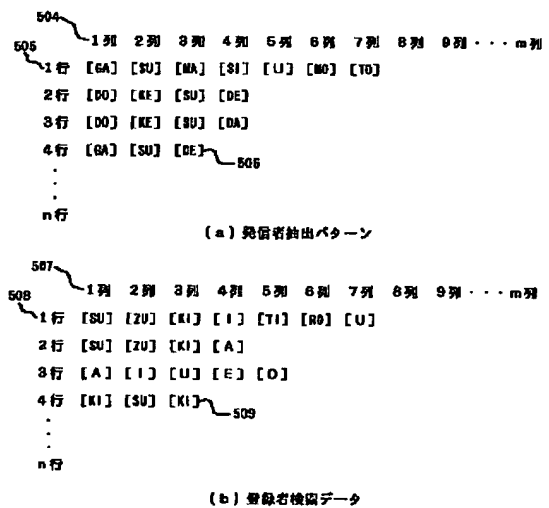 504
1列 2列 3列 4列 5列 6列 7列 8列 9列 ··· m列
505
1行 [GA] [SU] [MA] [SI] [LI] [MO] [TO]
2行 [DO] [KE] [SU] [DE]
3行 [DO] [KE] [SU] [DA]
4行 [GA] [SU] [DE] 506
n行
(a) 発信者抽出パターン
507
1列 2列 3列 4列 5列 6列 7列 8列 9列 ··· m列
508
1行 [SU] [ZU] [KI] [I] [TI] [RO] [U]
2行 [SU] [ZU] [KI] [A]
3行 [A] [I] [U] [E] [O]
4行 [KI] [SU] [KI] 509
n行
(b) 登録者検索データ